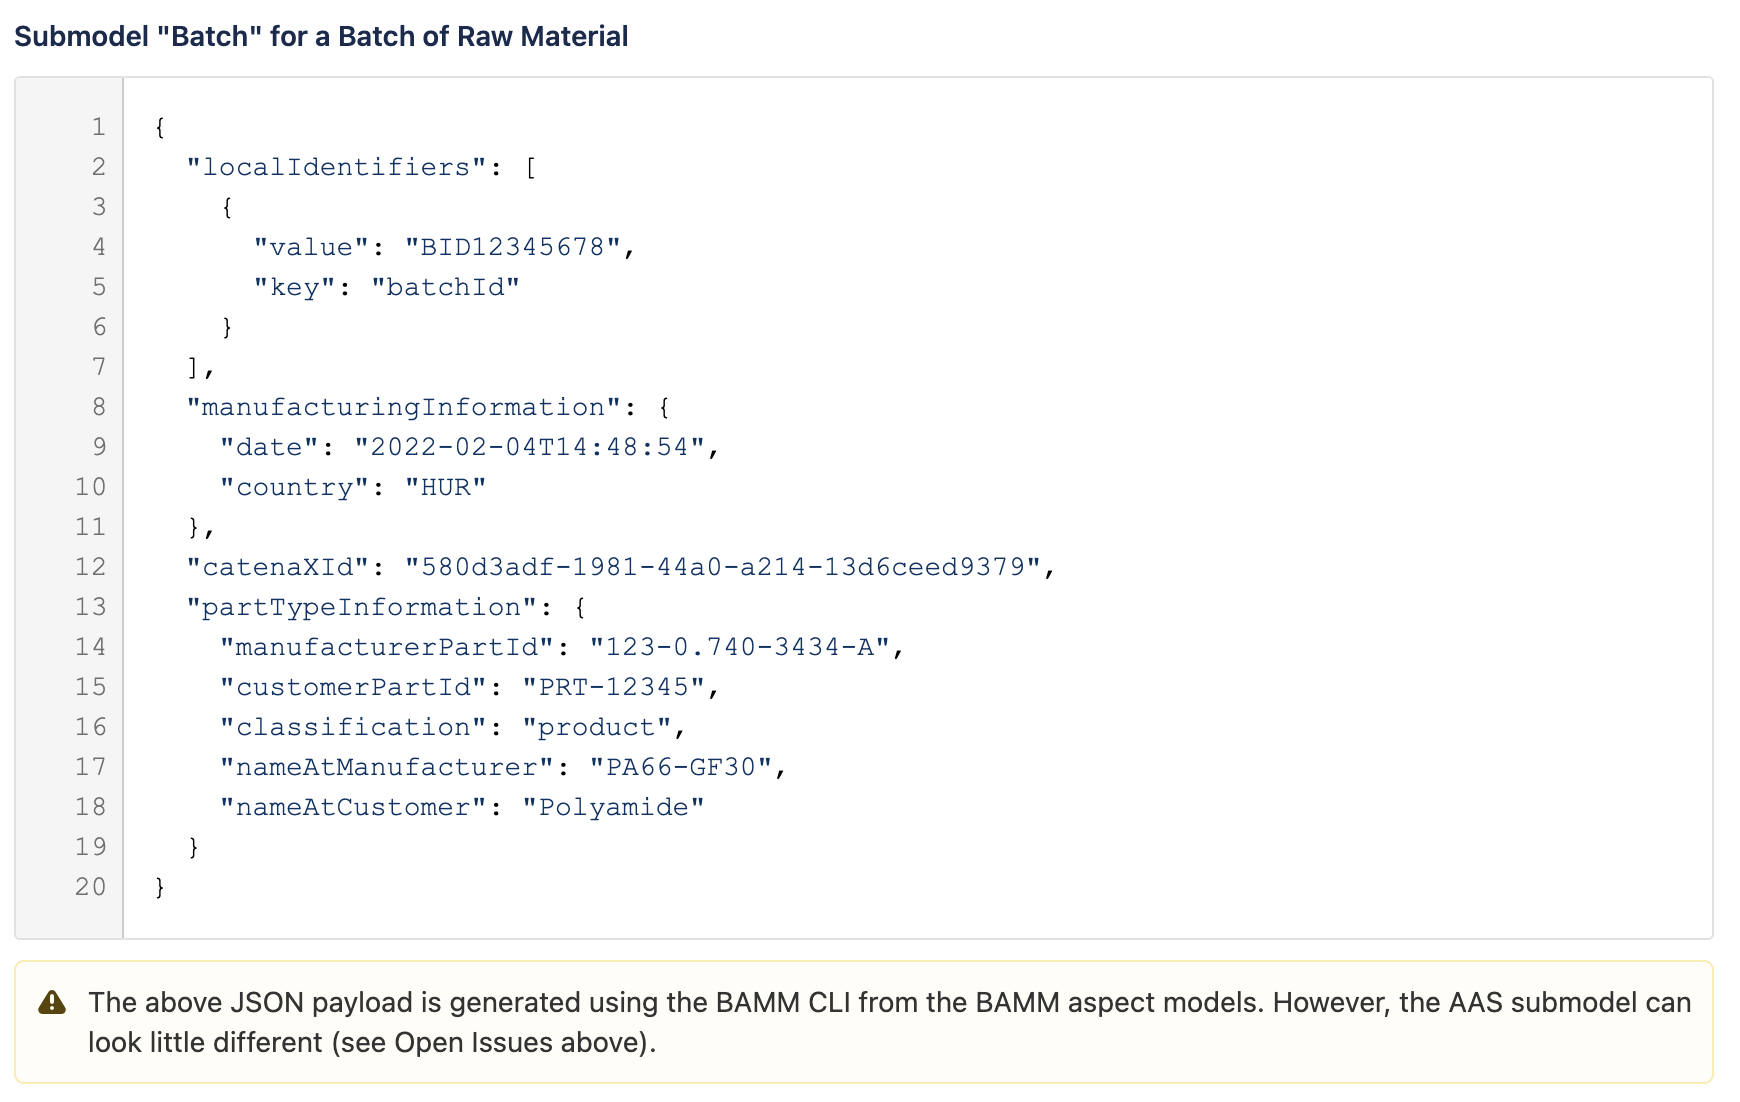 Submodel "Batch" for a Batch of Raw Material
1 {
2 "localIdentifiers": [
3 {
4 "value": "BID12345678",
5 "key": "batchId"
6 }
7 ],
8 "manufacturingInformation": {
9 "date": "2022-02-04T14:48:54",
10 "country": "HUR"
11 },
12 "catenaXId": "580d3adf-1981-44a0-a214-13d6ceed9379",
13 "partTypeInformation": {
14 "manufacturerPartId": "123-0.740-3434-A",
15 "customerPartId": "PRT-12345",
16 "classification": "product",
17 "nameAtManufacturer": "PA66-GF30",
18 "nameAtCustomer": "Polyamide"
19 }
20 }
The above JSON payload is generated using the BAMM CLI from the BAMM aspect models. However, the AAS submodel can
look little different (see Open Issues above).